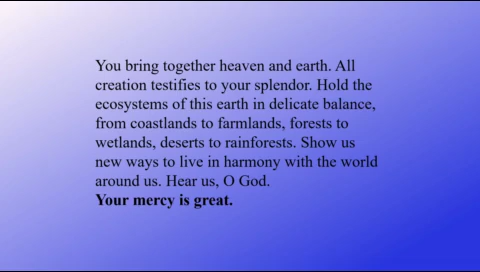 You bring together heaven and earth. All
creation testifies to your splendor. Hold the
ecosystems of this earth in delicate balance,
from coastlands to farmlands, forests to
wetlands, deserts to rainforests. Show us
new ways to live in harmony with the world
around us. Hear us, O God.
Your mercy is great.